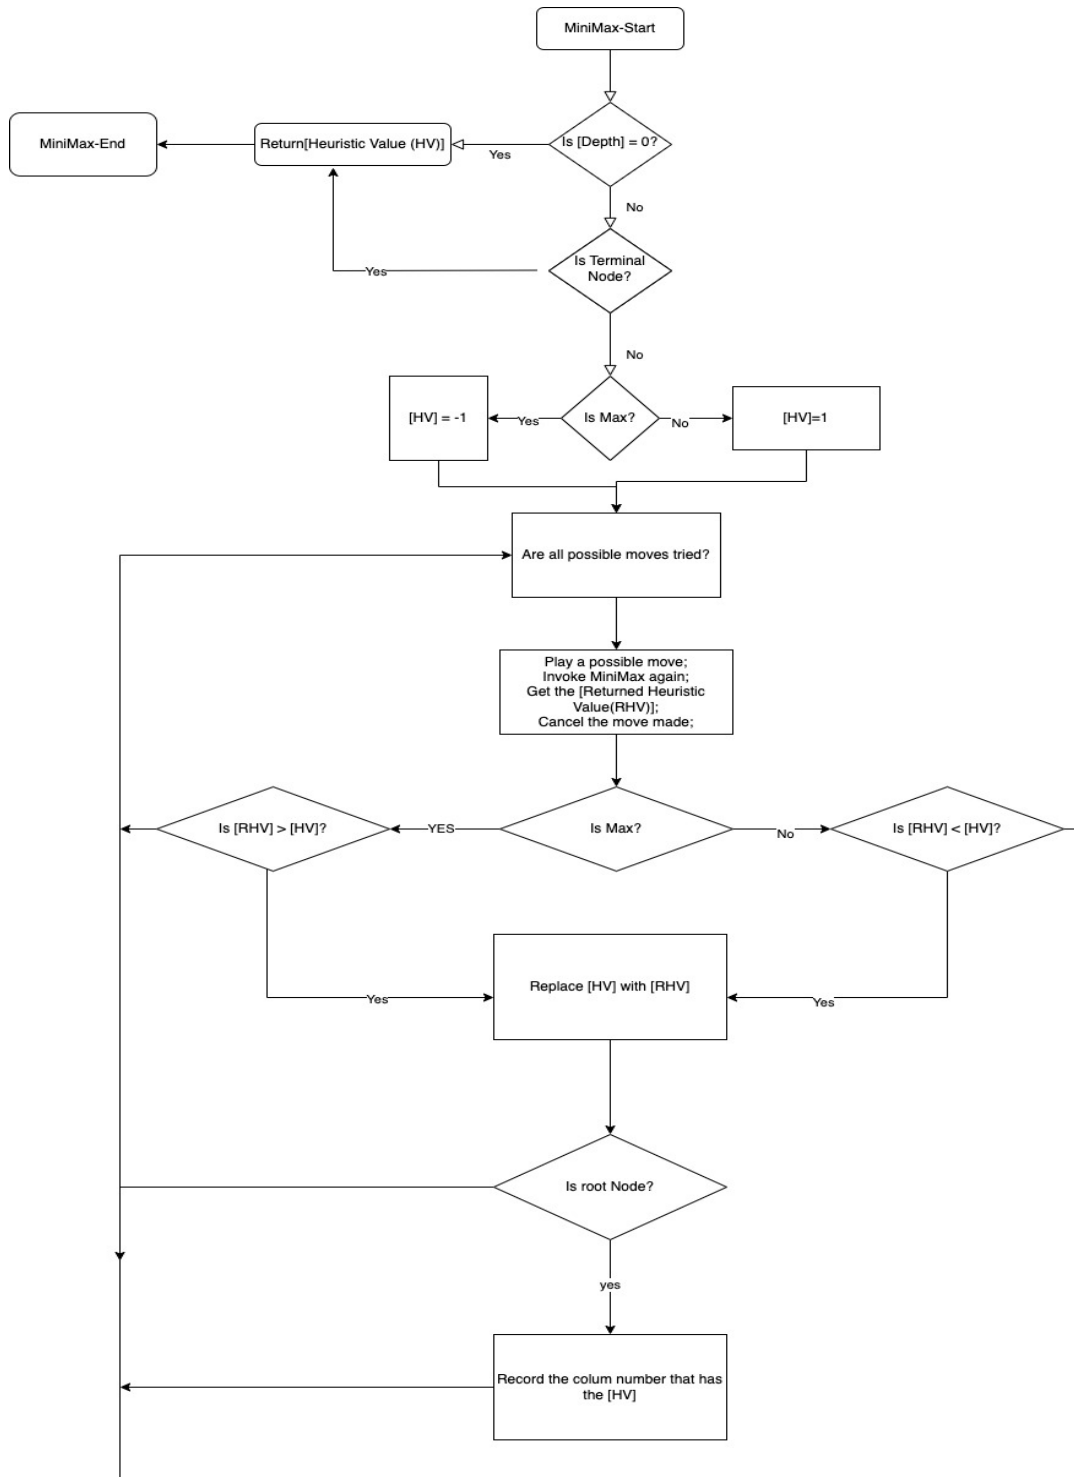 MiniMax-Start
Is [Depth] = 0?
Yes
Return[Heuristic Value (HV)]
MiniMax-End
No
Is Terminal
Node?
Yes
No
Is Max?
Yes
[HV] = -1
No
[HV]=1
Are all possible moves tried?
Play a possible move;
Invoke MiniMax again;
Get the [Returned Heuristic
Value(RHV)];
Cancel the move made;
Is [RHV] > [HV]?
YES
Is Max?
No
Is [RHV] < [HV]?
Yes
Replace [HV] with [RHV]
Yes
Is root Node?
yes
Record the colum number that has
the [HV]